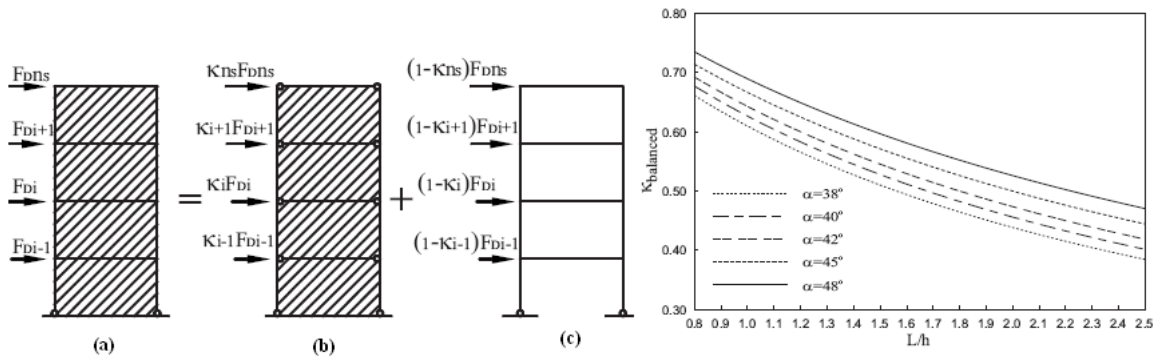 FDns
FDi+1
FDi
FDi-1
(a)
=
κnsFDns
κi+1FDi+1
κiFDi
κi-1FDi-1
(b)
+
(1-κns)FDns
(1-κi+1)FDi+1
(1-κi)FDi
(1-κi-1)FDi-1
(c)
0.80
0.70
0.60
0.50
0.40
0.30
κbalanced
α=38°
α=40°
α=42°
α=45°
α=48°
0.8 0.9 1.0 1.1 1.2 1.3 1.4 1.5 1.6 1.7 1.8 1.9 2.0 2.1 2.2 2.3 2.4 2.5
L/h